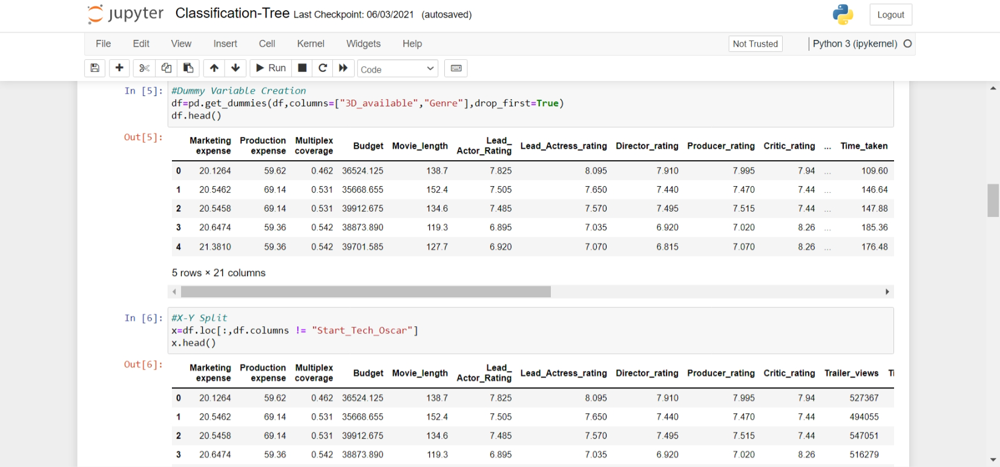 jupyter Classification-Tree Last Checkpoint: 06/03/2021 (autosaved) Logout
File Edit View Insert Cell Kernel Widgets Help Not Trusted Python 3 (ipykernel)
Run Code
In [5]: #Dummy Variable Creation
df=pd.get_dummies(df,columns=["3D_available","Genre"],drop_first=True)
df.head()
Out[5]:
Marketing expense Production expense Multiplex coverage Budget Movie_length Lead_ Actor_Rating Lead_Actress_rating Director_rating Producer_rating Critic_rating ... Time_taken
0 20.1264 59.62 0.462 36524.125 138.7 7.825 8.095 7.910 7.995 7.94 ... 109.60
1 20.5462 69.14 0.531 35668.655 152.4 7.505 7.650 7.440 7.470 7.44 ... 146.64
2 20.5458 69.14 0.531 39912.675 134.6 7.485 7.570 7.495 7.515 7.44 ... 147.88
3 20.6474 59.36 0.542 38873.890 119.3 6.895 7.035 6.920 7.020 8.26 ... 185.36
4 21.3810 59.36 0.542 39701.585 127.7 6.920 7.070 6.815 7.070 8.26 ... 176.48
5 rows × 21 columns
In [6]: #X-Y Split
x=df.loc[:,df.columns != "Start_Tech_Oscar"]
x.head()
Out[6]:
Marketing expense Production expense Multiplex coverage Budget Movie_length Lead_ Actor_Rating Lead_Actress_rating Director_rating Producer_rating Critic_rating Trailer_views
0 20.1264 59.62 0.462 36524.125 138.7 7.825 8.095 7.910 7.995 7.94 527367
1 20.5462 69.14 0.531 35668.655 152.4 7.505 7.650 7.440 7.470 7.44 494055
2 20.5458 69.14 0.531 39912.675 134.6 7.485 7.570 7.495 7.515 7.44 547051
3 20.6474 59.36 0.542 38873.890 119.3 6.895 7.035 6.920 7.020 8.26 516279